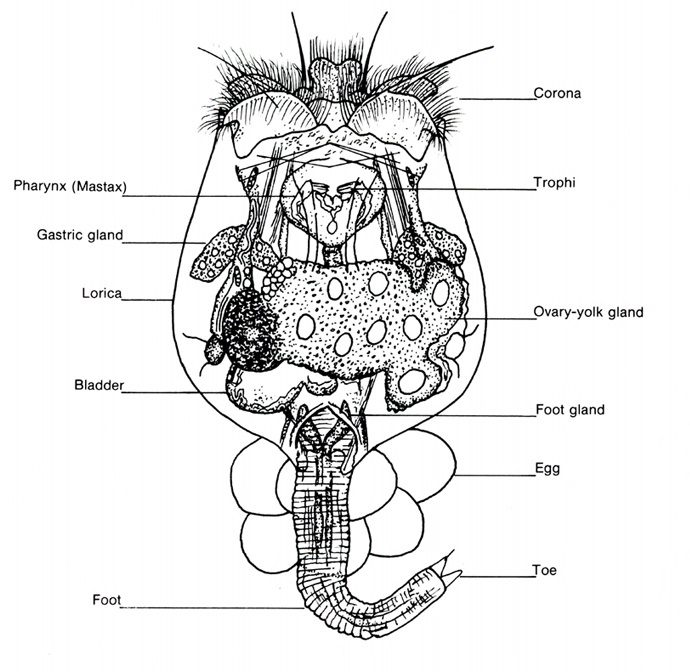 Corona
Pharynx (Mastax)
Trophi
Gastric gland
Lorica
Ovary-yolk gland
Bladder
Foot gland
Egg
Toe
Foot